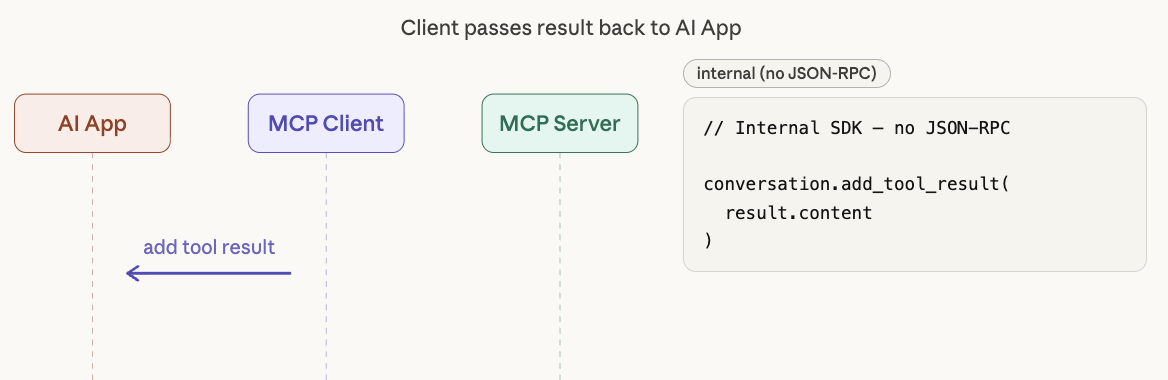 Client passes result back to AI App
internal (no JSON-RPC)
AI App
MCP Client
MCP Server
// Internal SDK — no JSON-RPC
conversation.add_tool_result(
  result.content
)
add tool result